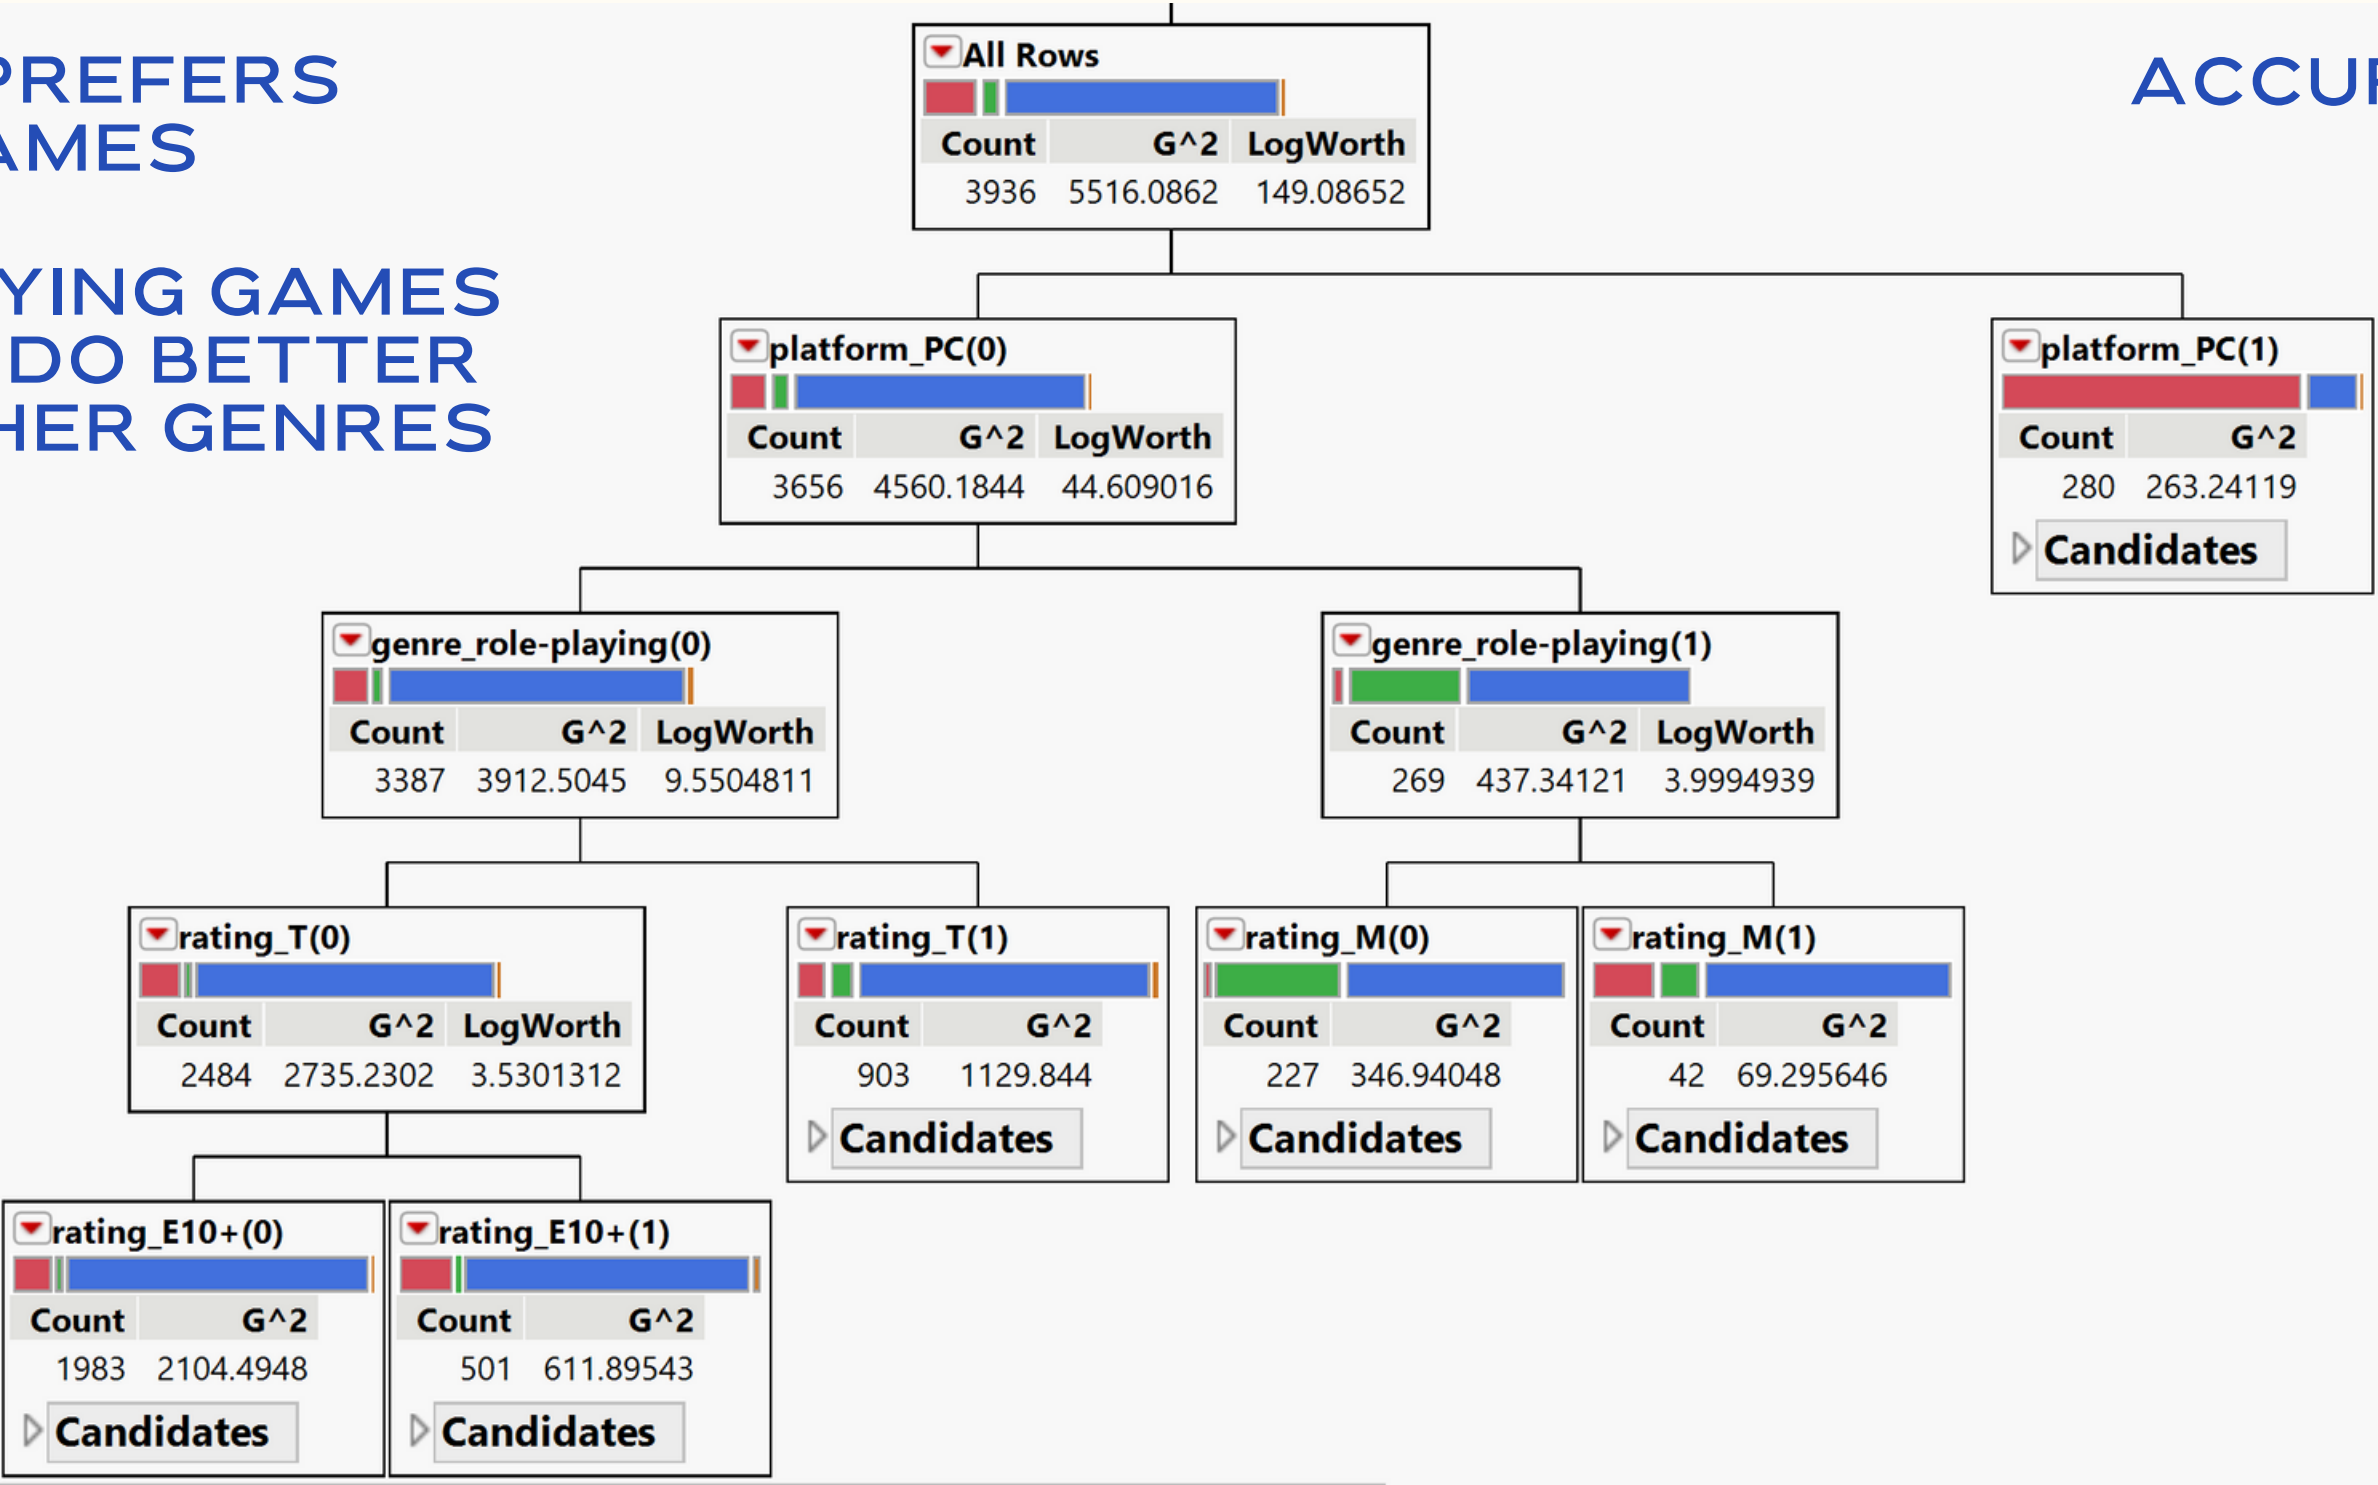 PREFERS
AMES
YING GAMES
DO BETTER
HER GENRES
ACCU
All Rows
Count G^2 LogWorth
3936 5516.0862 149.08652
platform_PC(0)
Count G^2 LogWorth
3656 4560.1844 44.609016
platform_PC(1)
Count G^2
280 263.24119
Candidates
genre_role-playing(0)
Count G^2 LogWorth
3387 3912.5045 9.5504811
genre_role-playing(1)
Count G^2 LogWorth
269 437.34121 3.9994939
rating_T(0)
Count G^2 LogWorth
2484 2735.2302 3.5301312
rating_T(1)
Count G^2
903 1129.844
Candidates
rating_M(0)
Count G^2
227 346.94048
Candidates
rating_M(1)
Count G^2
42 69.295646
Candidates
rating_E10+(0)
Count G^2
1983 2104.4948
Candidates
rating_E10+(1)
Count G^2
501 611.89543
Candidates